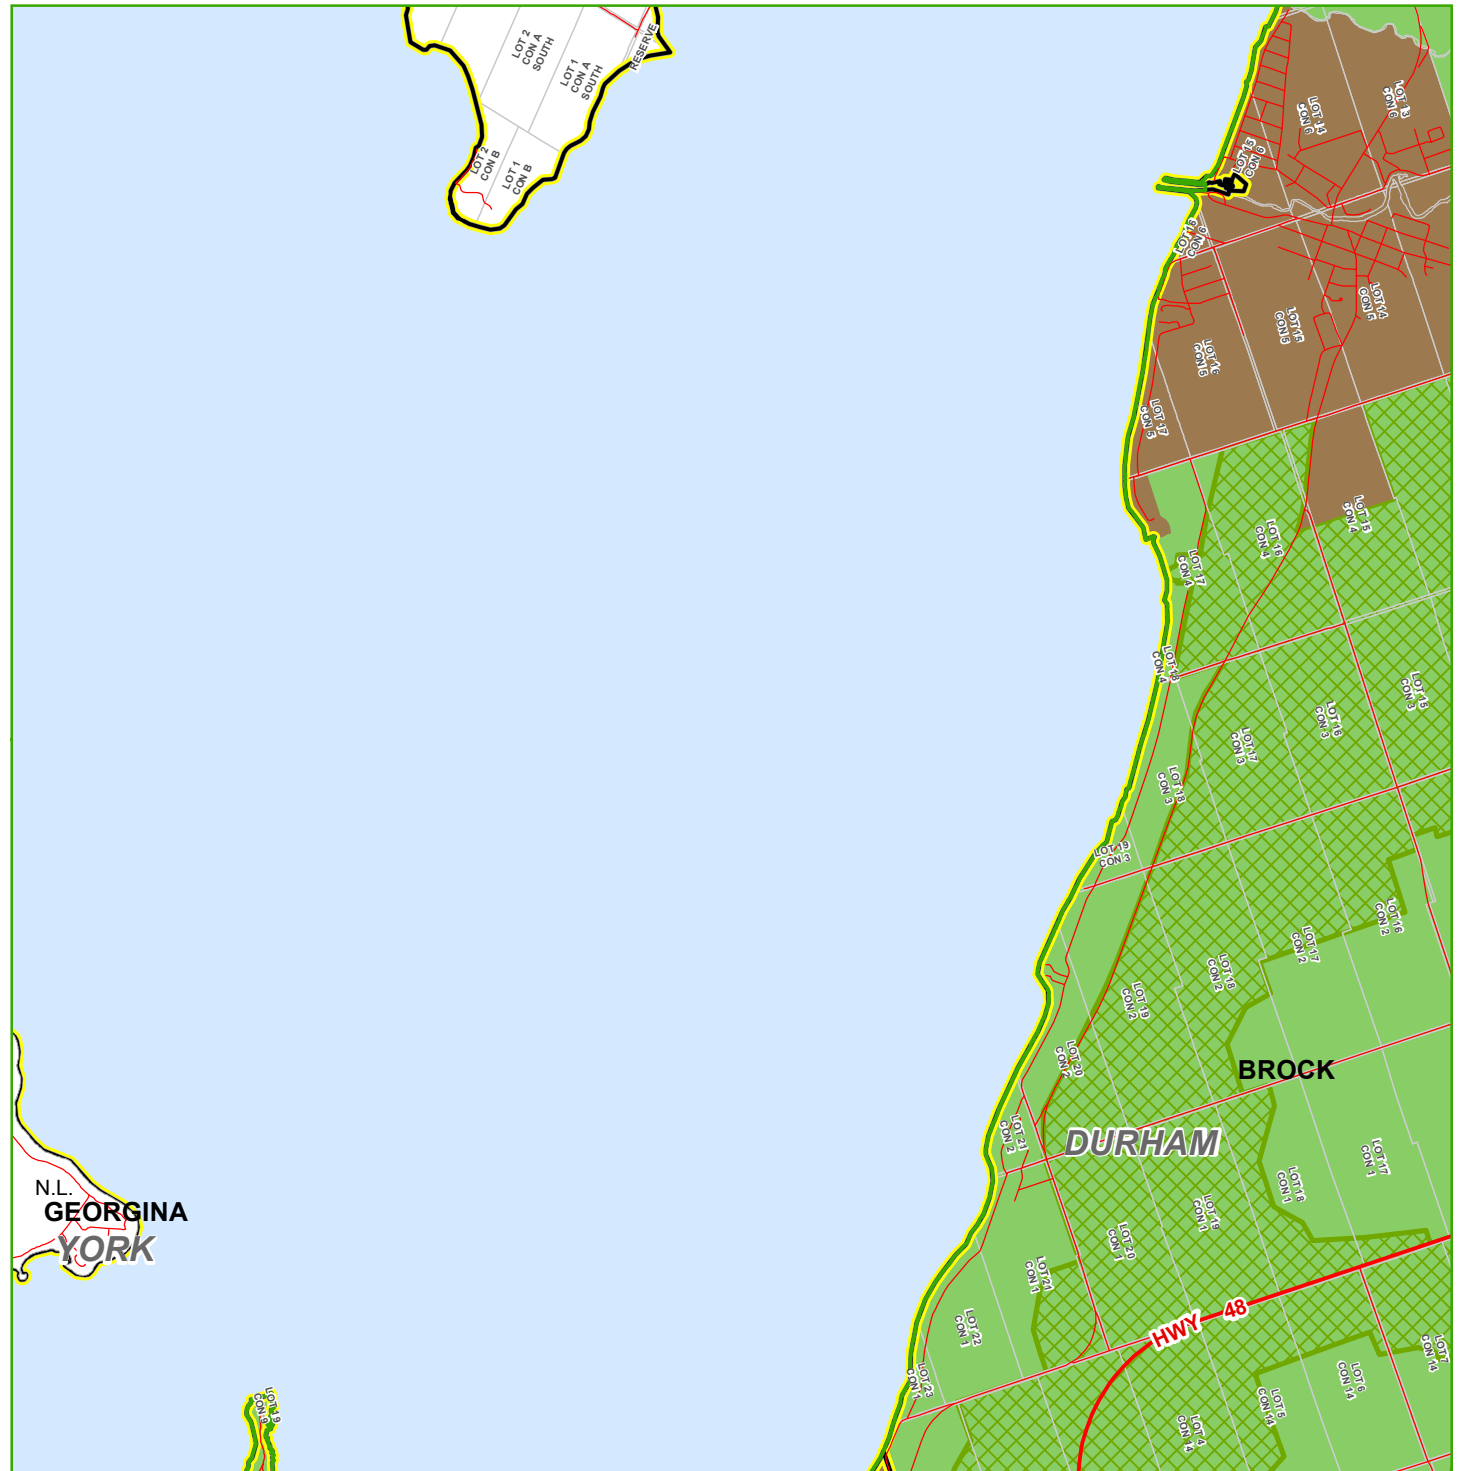 LOT 2
CON A
SOUTH
LOT 1
CON A
SOUTH
RESERVE
LOT 2
CON B
LOT 1
CON B
LOT 13
CON 6
LOT 14
CON 6
LOT 15
CON 6
LOT 16
CON 6
LOT 14
CON 5
LOT 15
CON 5
LOT 16
CON 5
LOT 17
CON 5
LOT 15
CON 4
LOT 16
CON 4
LOT 17
CON 4
LOT 18
CON 4
LOT 15
CON 3
LOT 16
CON 3
LOT 17
CON 3
LOT 18
CON 3
LOT 19
CON 3
LOT 16
CON 2
LOT 17
CON 2
LOT 18
CON 2
LOT 19
CON 2
LOT 20
CON 2
BROCK
LOT 21
CON 2
DURHAM
LOT 17
CON 1
LOT 18
CON 1
N.L.
GEORGINA
YORK
LOT 19
CON 1
LOT 20
CON 1
LOT 21
CON 1
HWY 48
LOT 22
CON 1
LOT 23
CON 1
LOT 7
CON 14
LOT 6
CON 14
LOT 5
CON 14
LOT 4
CON 14
LOT 19
CON 9